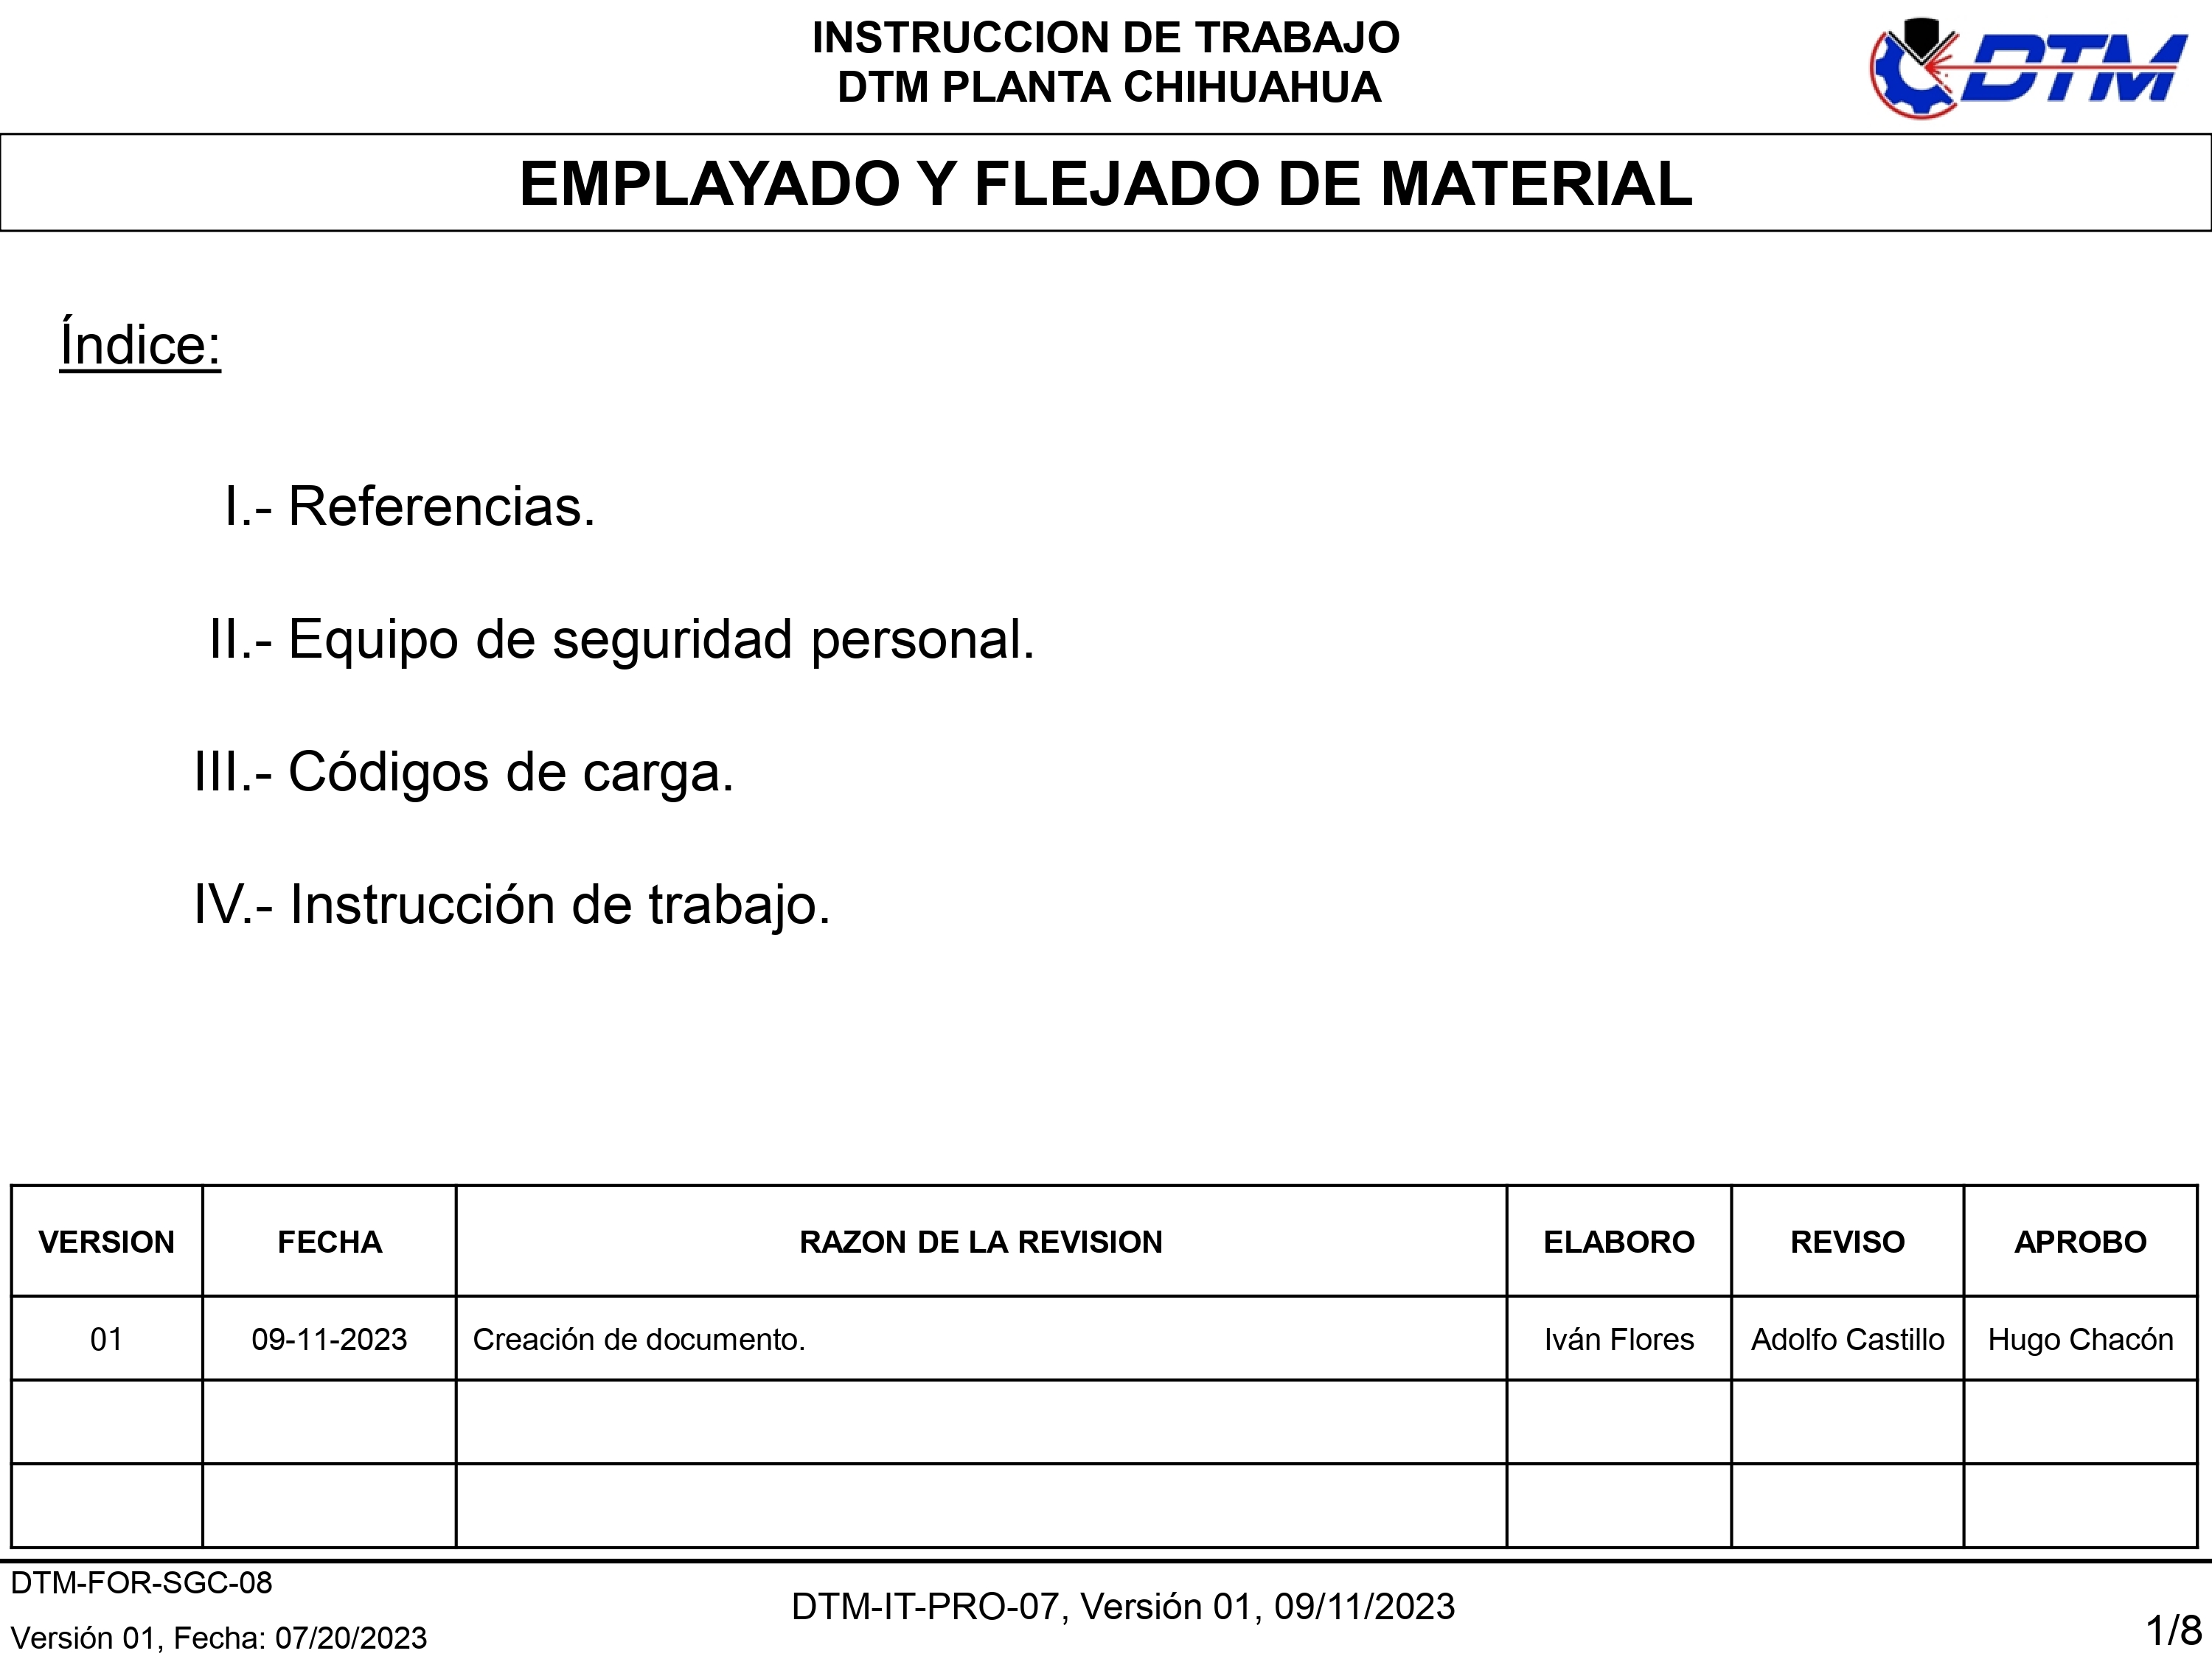 INSTRUCCION DE TRABAJO
DTM PLANTA CHIHUAHUA
DTM
EMPLAYADO Y FLEJADO DE MATERIAL
Índice:
I.- Referencias.
II.- Equipo de seguridad personal.
III.- Códigos de carga.
IV.- Instrucción de trabajo.
VERSION FECHA RAZON DE LA REVISION ELABORO REVISO APROBO
01 09-11-2023 Creación de documento. Iván Flores Adolfo Castillo Hugo Chacón
DTM-FOR-SGC-08
DTM-IT-PRO-07, Versión 01, 09/11/2023
Versión 01, Fecha: 07/20/2023
1/8